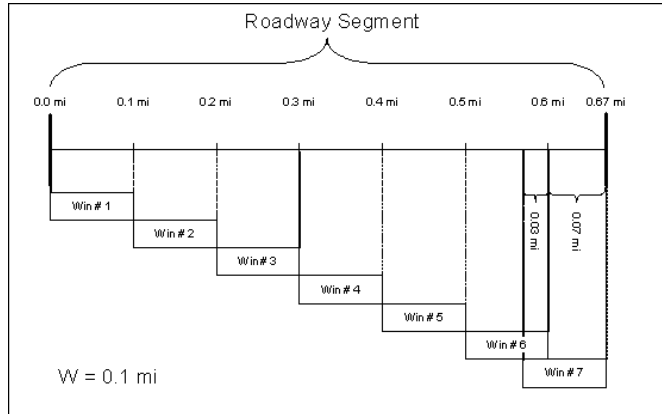 Roadway Segment
0.0 mi 0.1 mi 0.2 mi 0.3 mi 0.4 mi 0.5 mi 0.6 mi 0.67 mi
0.03 mi 0.07 mi
Win # 1
Win # 2
Win # 3
Win # 4
Win # 5
Win # 6
Win # 7
W = 0.1 mi